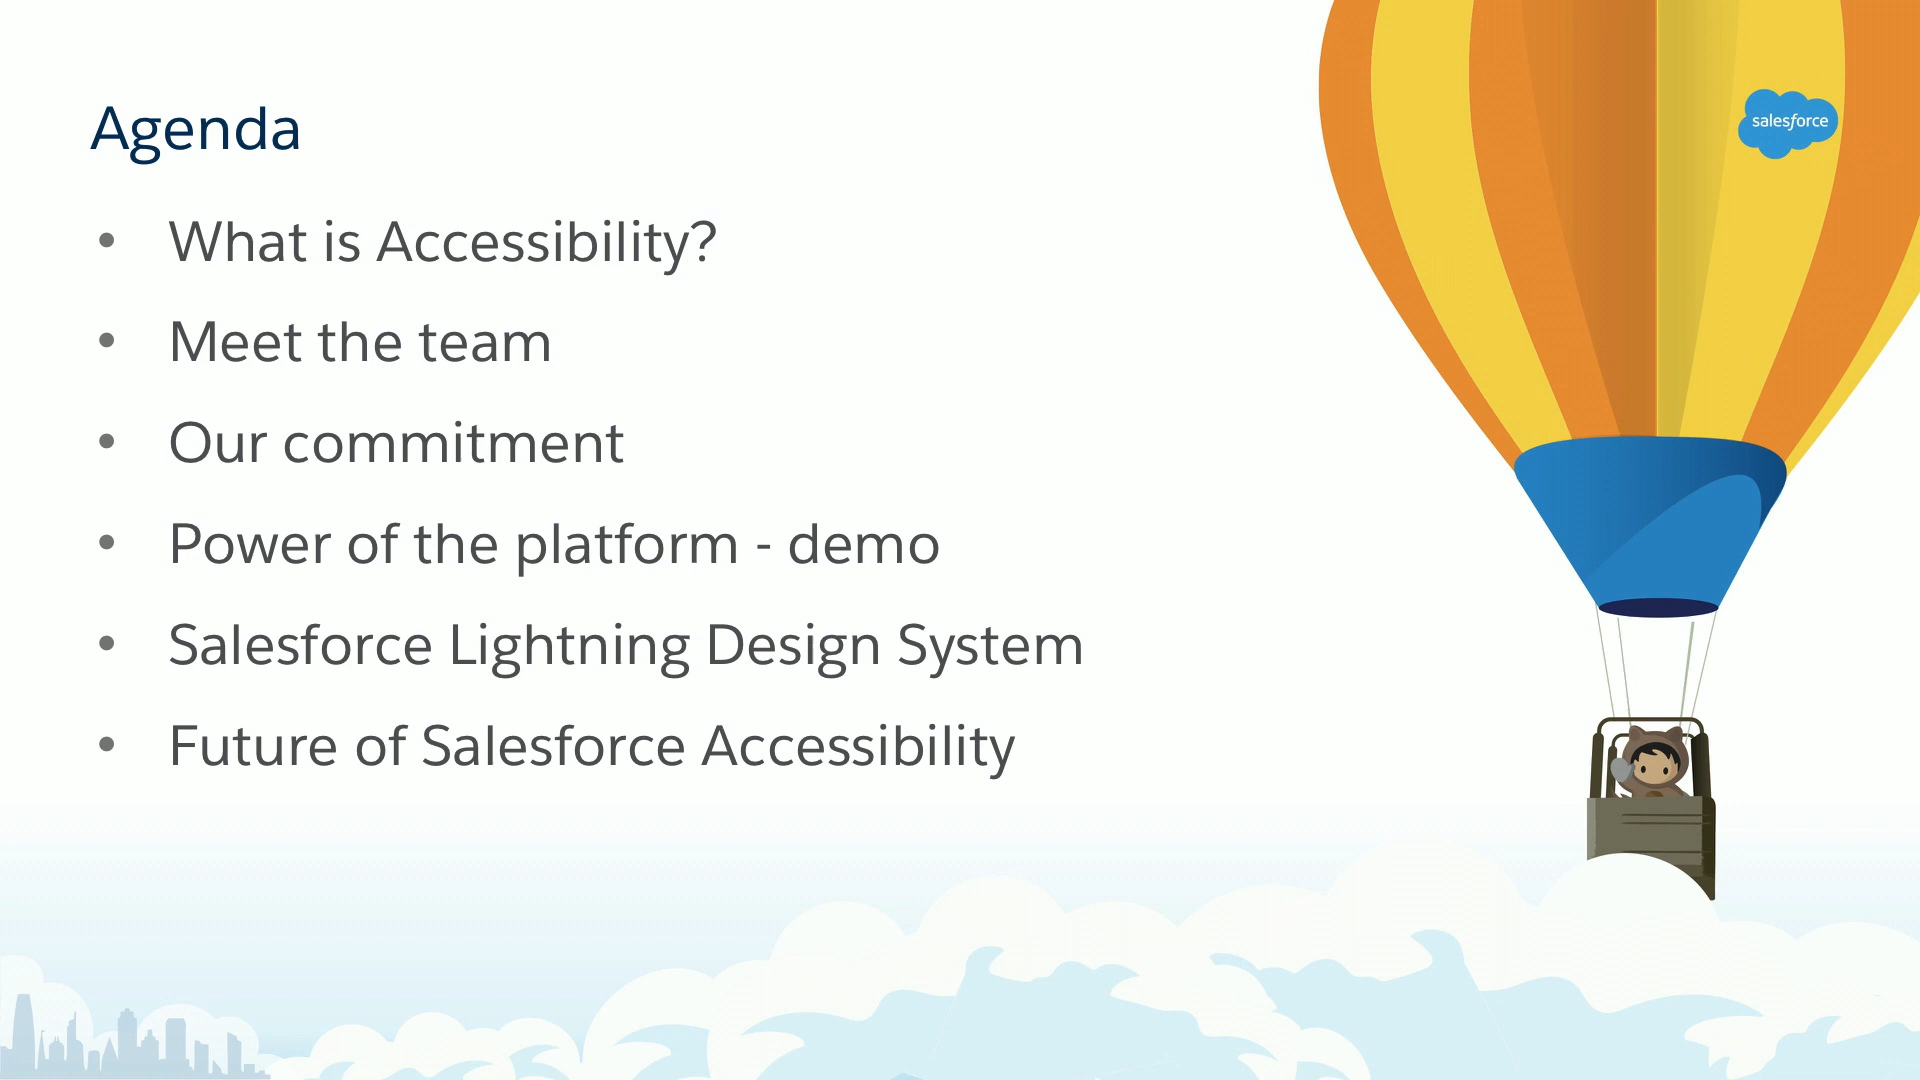 Agenda
• What is Accessibility?
• Meet the team
• Our commitment
• Power of the platform - demo
• Salesforce Lightning Design System
• Future of Salesforce Accessibility
salesforce